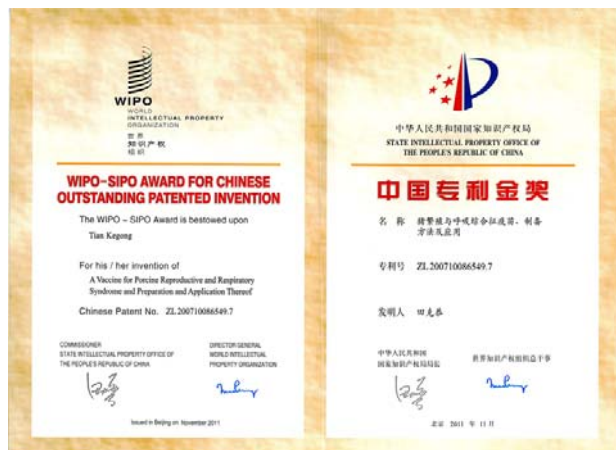 WIPO
WORLD
INTELLECTUAL PROPERTY
ORGANIZATION
世界
知识产权
组织
WIPO-SIPO AWARD FOR CHINESE
OUTSTANDING PATENTED INVENTION
The WIPO – SIPO Award is bestowed upon
Tian Kegong
For his / her invention of
A Vaccine for Porcine Reproductive and Respiratory
Syndrome and Preparation and Application Thereof
Chinese Patent No. ZL 200710086549.7
COMMISSIONER
STATE INTELLECTUAL PROPERTY OFFICE OF
THE PEOPLE'S REPUBLIC OF CHINA
DIRECTOR GENERAL
WORLD INTELLECTUAL
PROPERTY ORGANIZATION
Issued in Beijing on November 2011
中华人民共和国国家知识产权局
STATE INTELLECTUAL PROPERTY OFFICE OF
THE PEOPLE'S REPUBLIC OF CHINA
中国专利金奖
名 称 猪繁殖与呼吸综合征疫苗、制备
方法及应用
专利号 ZL 200710086549.7
发明人 田克恭
中华人民共和国
国家知识产权局局长
世界知识产权组织总干事
北京 2011 年 11 月